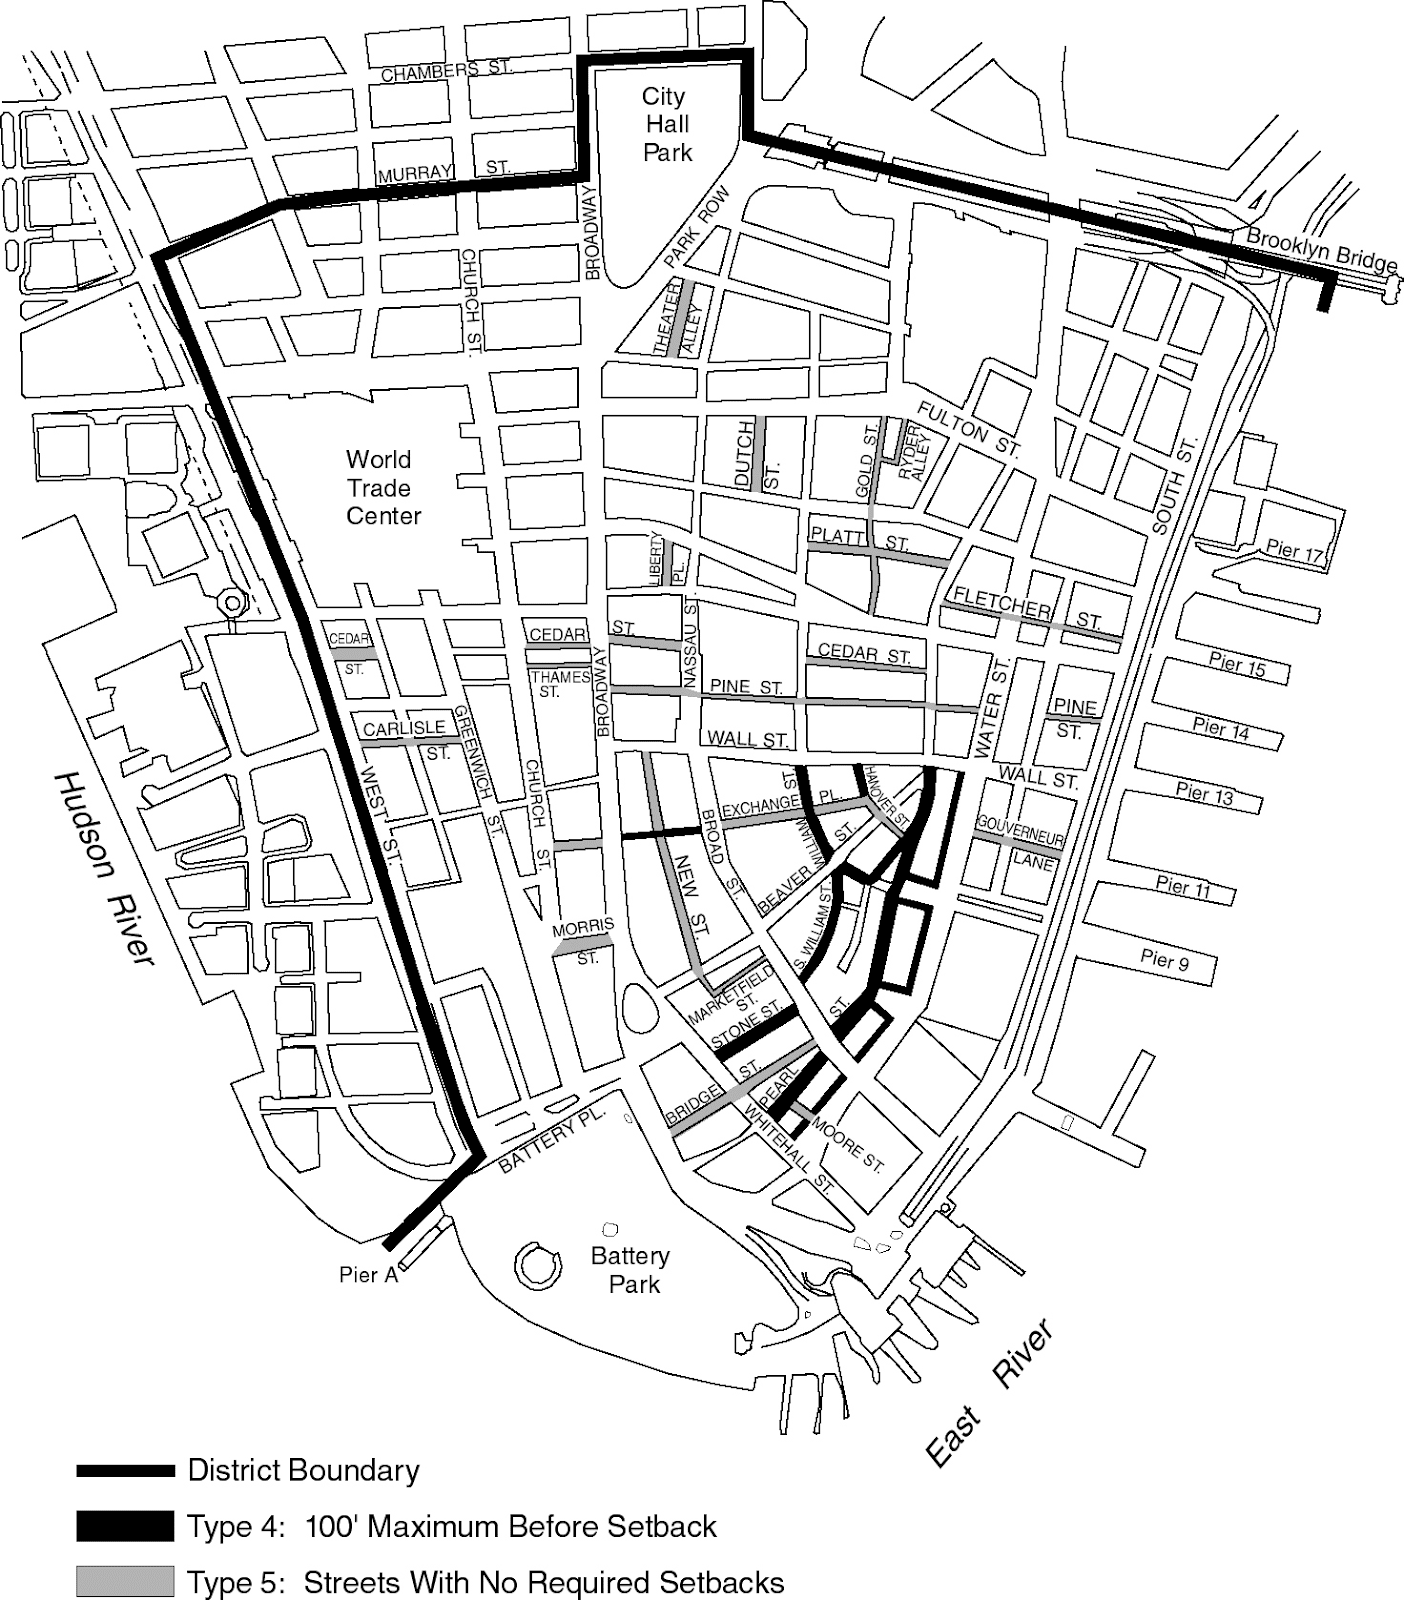 CHAMBERS ST.
City
Hall
Park
MURRAY ST.
BROADWAY
PARK ROW
Brooklyn Bridge
CHURCH ST.
THEATER
ALLEY
World
Trade
Center
DUTCH
ST.
GOLD ST.
RYDER
ALLEY
FULTON ST.
SOUTH ST.
PLATT ST.
Pier 17
LIBERTY
PL.
FLETCHER ST.
CEDAR
ST.
CEDAR ST.
THAMES
ST.
BROADWAY
NASSAU ST.
CEDAR ST.
Pier 15
PINE ST.
WATER ST.
PINE
ST.
Pier 14
CARLISLE
ST.
GREENWICH ST.
WALL ST.
WALL ST.
Pier 13
WEST ST.
CHURCH ST.
EXCHANGE PL.
WILLIAM ST.
HANOVER ST.
GOUVERNEUR
LANE
Hudson River
BROAD ST.
NEW ST.
BEAVER ST.
S. WILLIAM ST.
Pier 11
MORRIS
ST.
Pier 9
MARKETFIELD
ST.
STONE ST.
BRIDGE ST.
PEARL ST.
WHITEHALL ST.
MOORE ST.
BATTERY PL.
Pier A
Battery
Park
East River
District Boundary
Type 4: 100' Maximum Before Setback
Type 5: Streets With No Required Setbacks